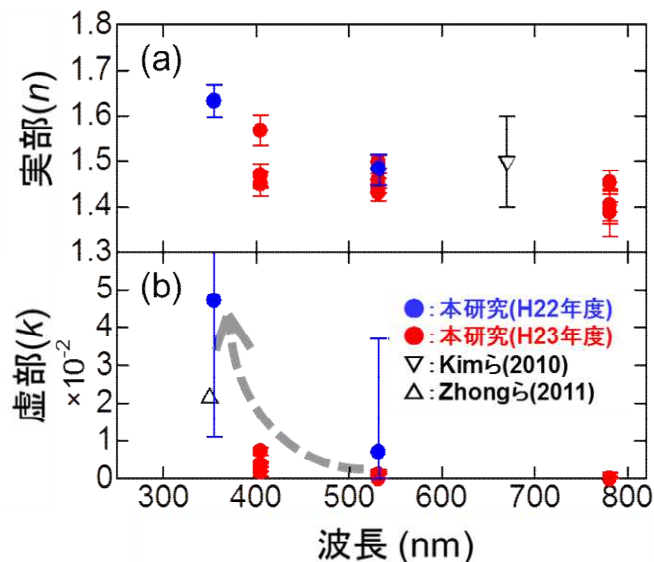 1.8
(a)
1.7
1.6
1.5
1.4
1.3
実部(n)
(b)
5
4
3
2
1
0
虚部(k)
×10⁻²
●: 本研究(H22年度)
●: 本研究(H23年度)
▽: Kimら(2010)
△: Zhongら(2011)
300 400 500 600 700 800
波長 (nm)